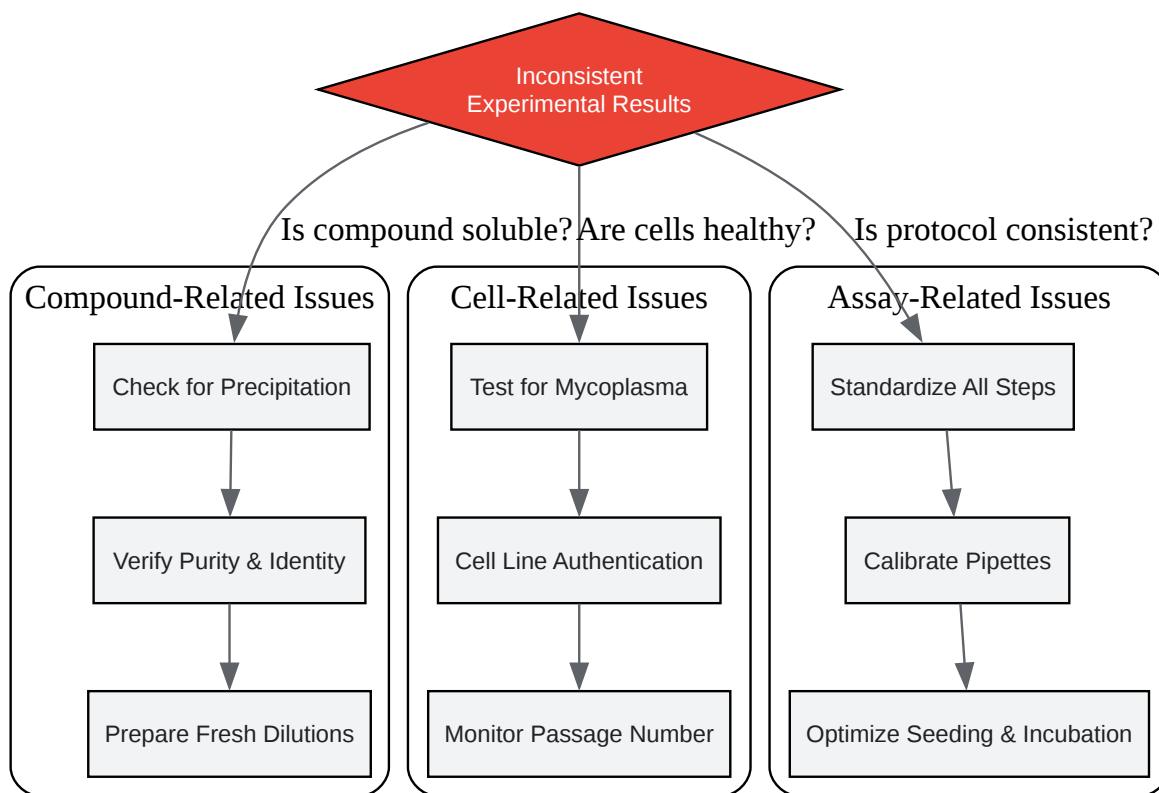 Inconsistent
Experimental Results
Is compound soluble?
Are cells healthy?
Is protocol consistent?
Compound-Related Issues
Cell-Related Issues
Assay-Related Issues
Check for Precipitation
Test for Mycoplasma
Standardize All Steps
Verify Purity & Identity
Cell Line Authentication
Calibrate Pipettes
Prepare Fresh Dilutions
Monitor Passage Number
Optimize Seeding & Incubation